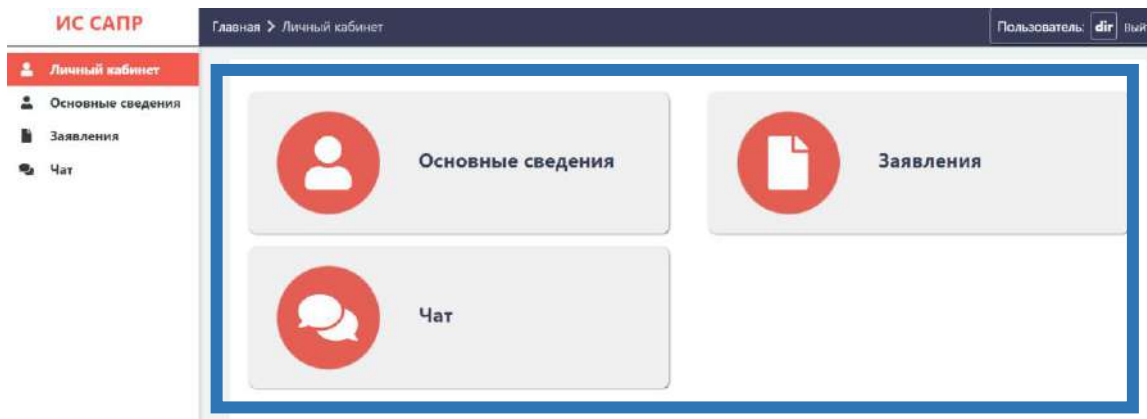 ИС САПР
Главная > Личный кабинет
Пользователь: dir
Личный кабинет
Основные сведения
Заявления
Чат
Основные сведения
Заявления
Чат